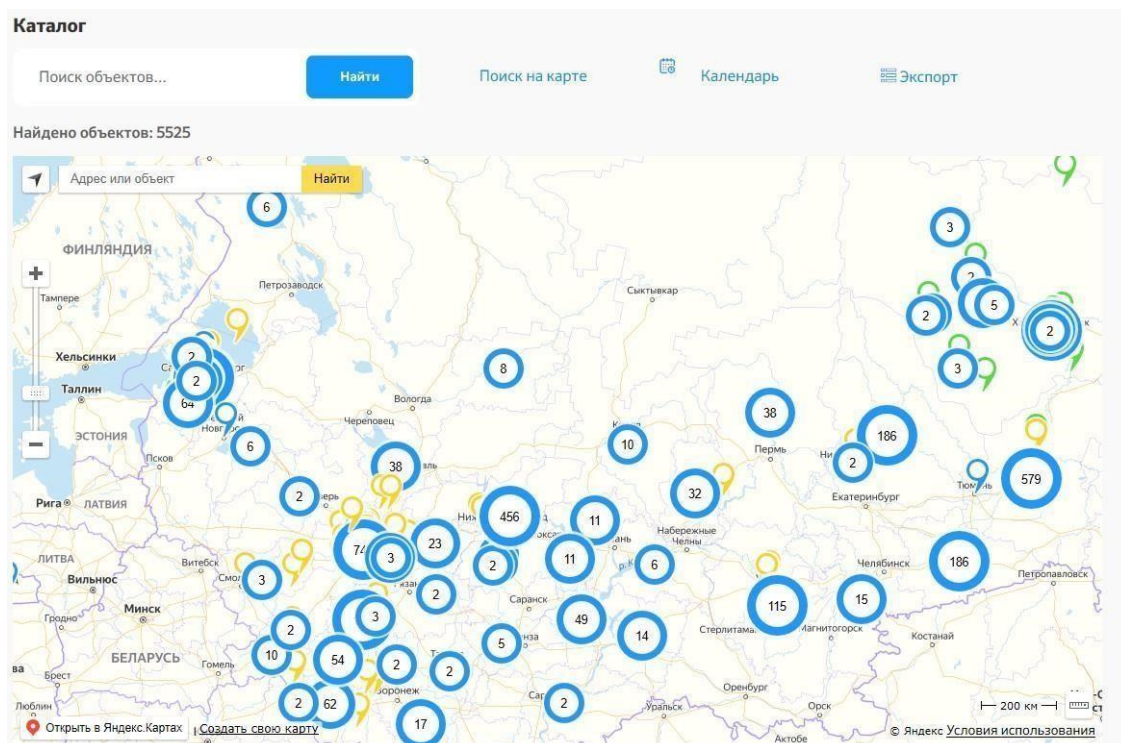 Каталог
Поиск объектов...
Найти
Поиск на карте
Календарь
Экспорт
Найдено объектов: 5525
Адрес или объект
Найти
6
ФИНЛЯНДИЯ
3
Петрозаводск
Сыктывкар
Тампере
2
5
2
2
Хельсинки
2
8
3
Таллин
2
64
Вологда
38
Череповец
ЭСТОНИЯ
6
10
186
Псков
38
Пермь
2
579
2
32
Екатеринбург
Рига
ЛАТВИЯ
456
11
Набережные
Челны
23
3
ЛИТВА
Витебск
2
11
6
Челябинск
186
Петропавловск
Вильнюс
3
2
Саранск
115
15
Минск
Гродно
3
49
14
Костанай
2
5
БЕЛАРУСЬ
10
54
Гомель
2
2
Брест
Оренбург
Люблин
2
62
2
Уральск
Орск
200 км
17
Открыть в Яндекс.Картах
Создать свою карту
Актобе
© Яндекс Условия использования